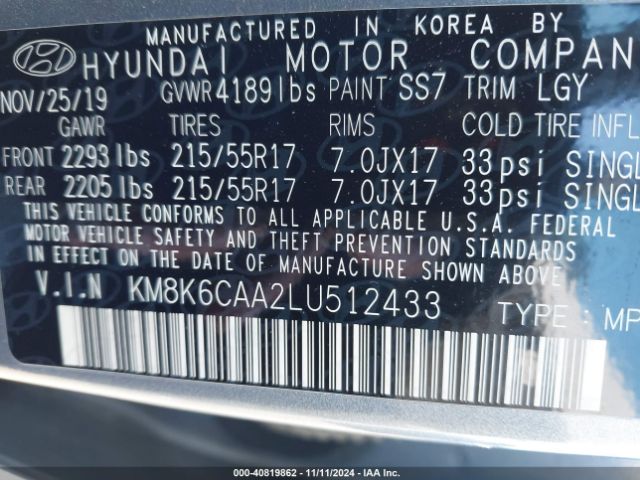 MANUFACTURED IN KOREA BY
HYUNDAI MOTOR COMPAN
NOV/25/19 GVWR 4189 lbs PAINT SS7 TRIM LGY
GAWR TIRES RIMS COLD TIRE INFL
FRONT 2293 lbs 215/55R17 7.0JX17 33psi SINGL
REAR 2205 lbs 215/55R17 7.0JX17 33psi SINGL
THIS VEHICLE CONFORMS TO ALL APPLICABLE U.S.A. FEDERAL
MOTOR VEHICLE SAFETY AND THEFT PREVENTION STANDARDS
IN EFFECT ON THE DATE OF MANUFACTURE SHOWN ABOVE
V.I.N KM8K6CAA2LU512433
TYPE : MP
000-40819862 - 11/11/2024 - IAAI.COM